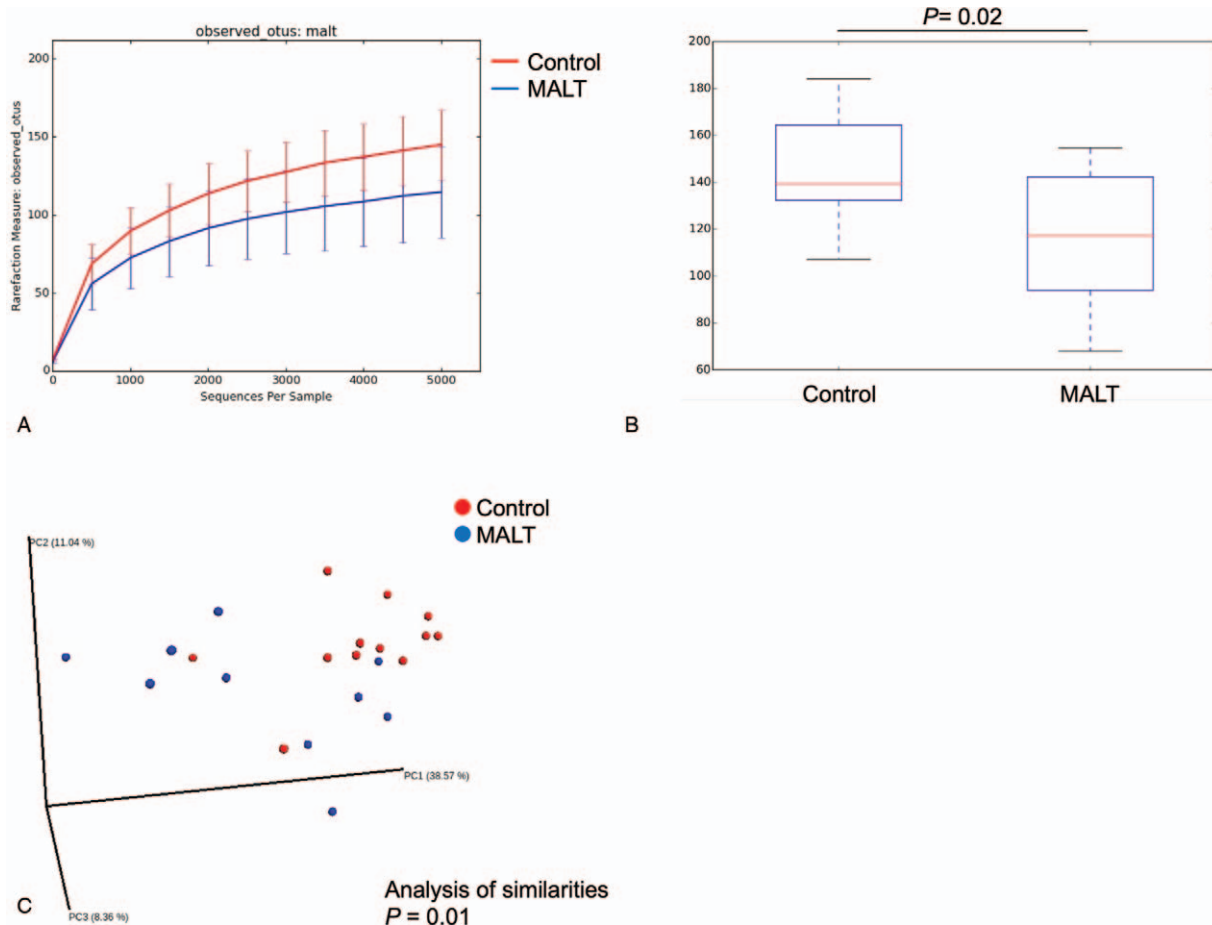 observed_otus: malt
Control
MALT
Rarefaction Measure: observed_otus
200
150
100
50
0
0 1000 2000 3000 4000 5000
Sequences Per Sample
A
P= 0.02
200
180
160
140
120
100
80
60
Control MALT
B
Control
MALT
PC2 (11.04 %)
PC1 (38.57 %)
PC3 (8.36 %)
Analysis of similarities
P = 0.01
C